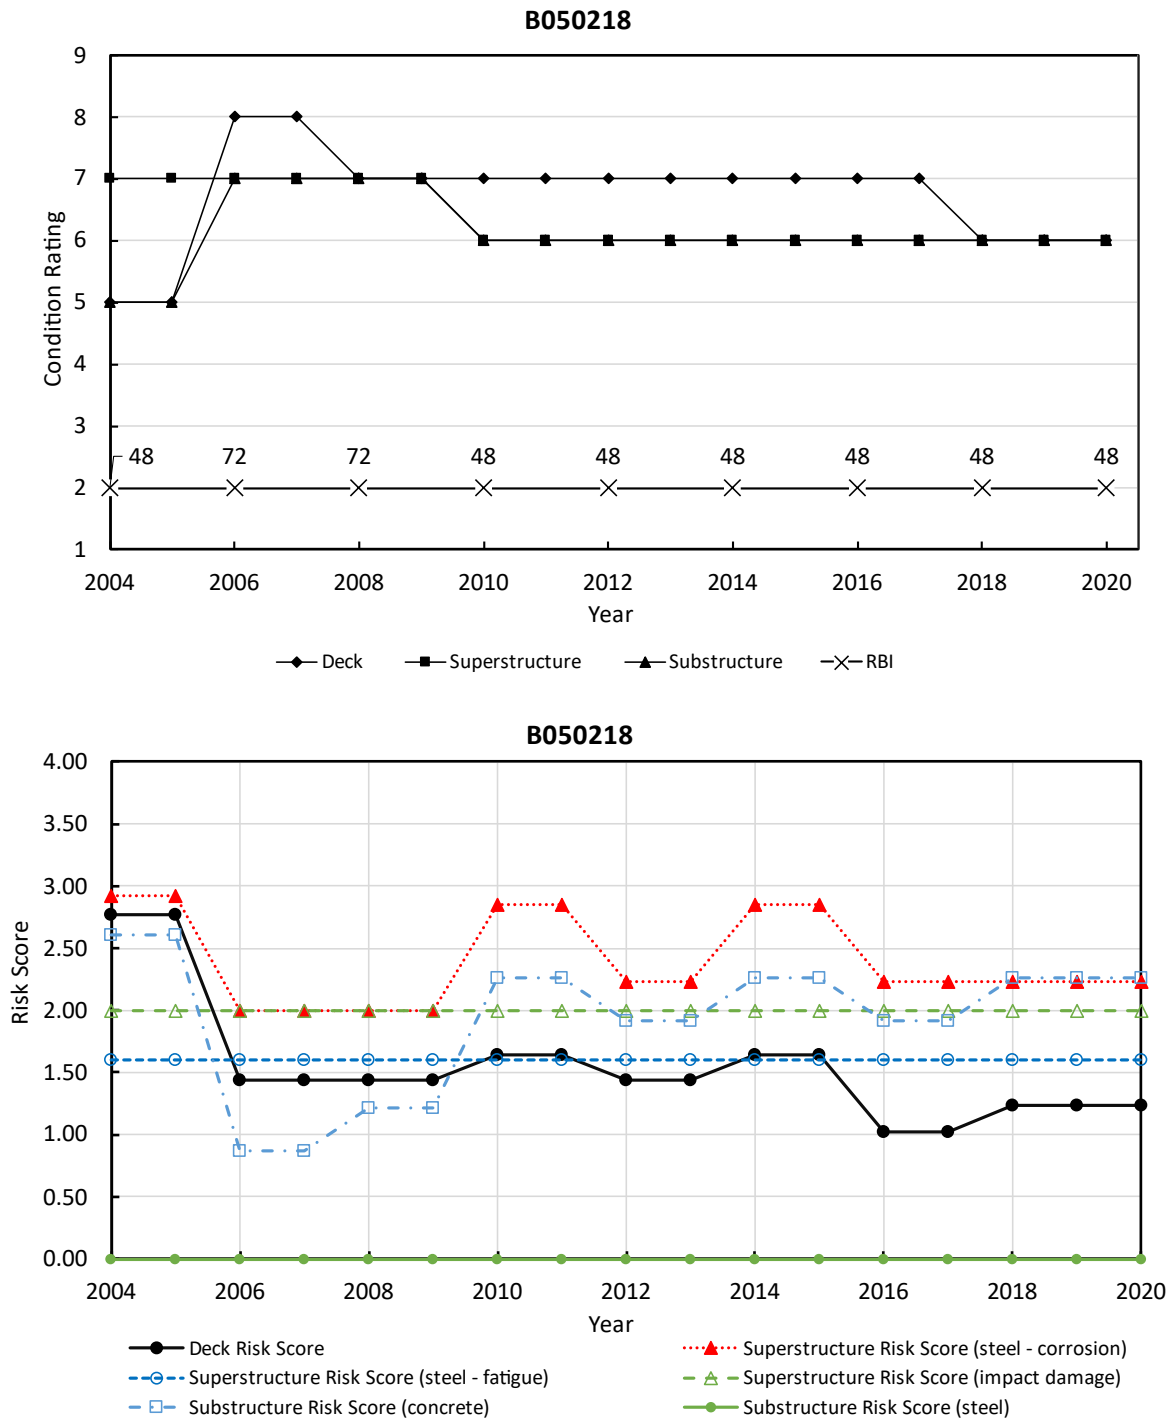 B050218
9
8
7
6
5
4
3
2
1
Condition Rating
48 72 72 48 48 48 48 48 48
2004 2006 2008 2010 2012 2014 2016 2018 2020
Year
Deck Superstructure Substructure RBI
B050218
4.00
3.50
3.00
2.50
2.00
1.50
1.00
0.50
0.00
Risk Score
2004 2006 2008 2010 2012 2014 2016 2018 2020
Year
Deck Risk Score Superstructure Risk Score (steel - corrosion)
Superstructure Risk Score (steel - fatigue) Superstructure Risk Score (impact damage)
Substructure Risk Score (concrete) Substructure Risk Score (steel)